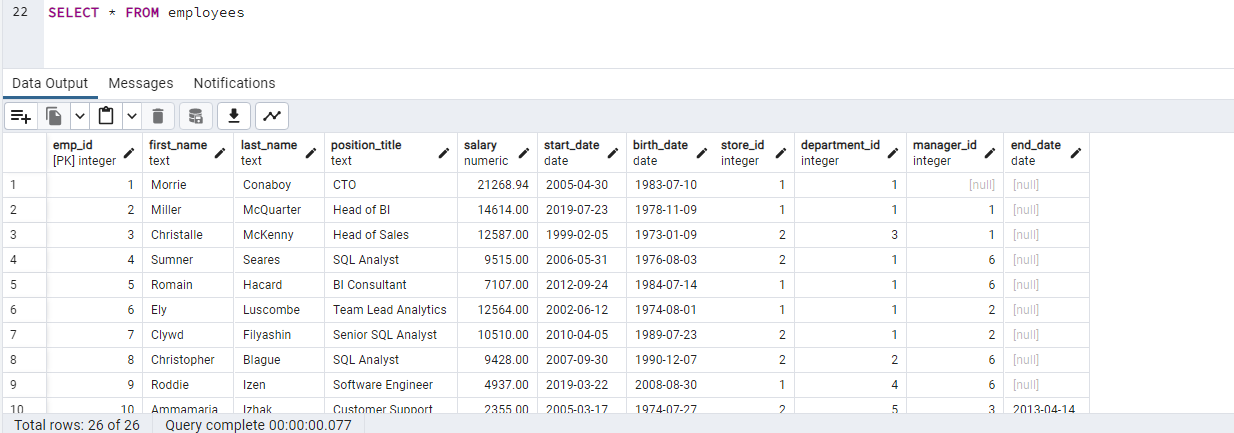 22 SELECT * FROM employees
Data Output Messages Notifications
emp_id first_name last_name position_title salary start_date birth_date store_id department_id manager_id end_date
[PK] integer text text text numeric date date integer integer integer date
1 1 Morrie Conaboy CTO 21268.94 2005-04-30 1983-07-10 1 1 [null] [null]
2 2 Miller McQuarter Head of BI 14614.00 2019-07-23 1978-11-09 1 1 1 [null]
3 3 Christalle McKenny Head of Sales 12587.00 1999-02-05 1973-01-09 2 3 1 [null]
4 4 Sumner Seares SQL Analyst 9515.00 2006-05-31 1976-08-03 2 1 6 [null]
5 5 Romain Hacard BI Consultant 7107.00 2012-09-24 1984-07-14 1 1 6 [null]
6 6 Ely Luscombe Team Lead Analytics 12564.00 2002-06-12 1974-08-01 1 1 2 [null]
7 7 Clywd Filyashin Senior SQL Analyst 10510.00 2010-04-05 1989-07-23 2 1 2 [null]
8 8 Christopher Blague SQL Analyst 9428.00 2007-09-30 1990-12-07 2 2 6 [null]
9 9 Roddie Izen Software Engineer 4937.00 2019-03-22 2008-08-30 1 4 6 [null]
10 10 Ammamaria Izhak Customer Support 2355.00 2005-03-17 1974-07-27 2 5 3 2013-04-14
Total rows: 26 of 26 Query complete 00:00:00.077